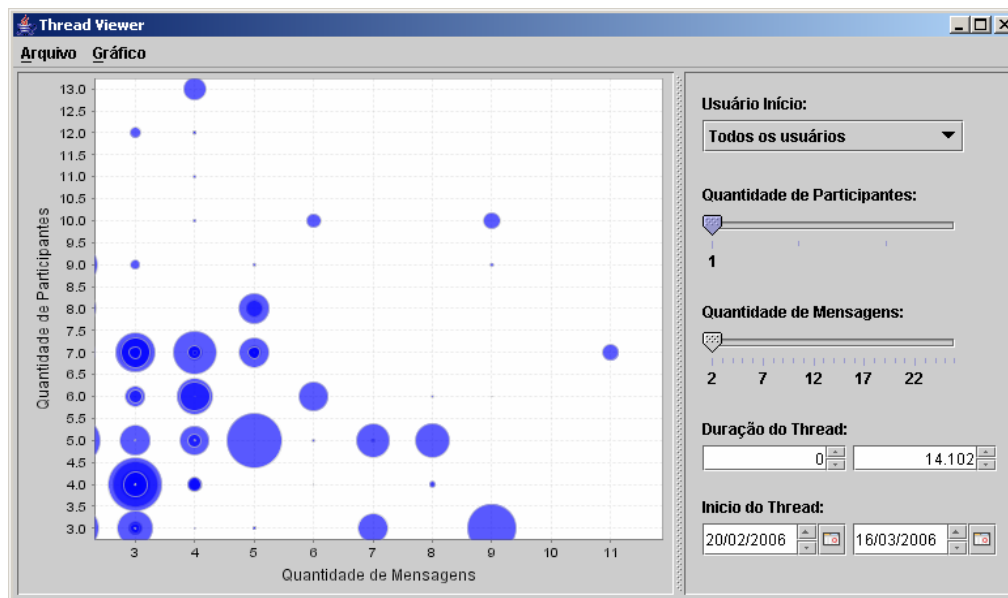 Thread Viewer
Arquivo Gráfico
13.0
12.5
12.0
11.5
11.0
10.5
10.0
9.5
9.0
8.5
8.0
7.5
7.0
6.5
6.0
5.5
5.0
4.5
4.0
3.5
3.0
Quantidade de Participantes
3 4 5 6 7 8 9 10 11
Quantidade de Mensagens
Usuário Início:
Todos os usuários
Quantidade de Participantes:
1
Quantidade de Mensagens:
2 7 12 17 22
Duração do Thread:
0 14.102
Inicio do Thread:
20/02/2006 16/03/2006